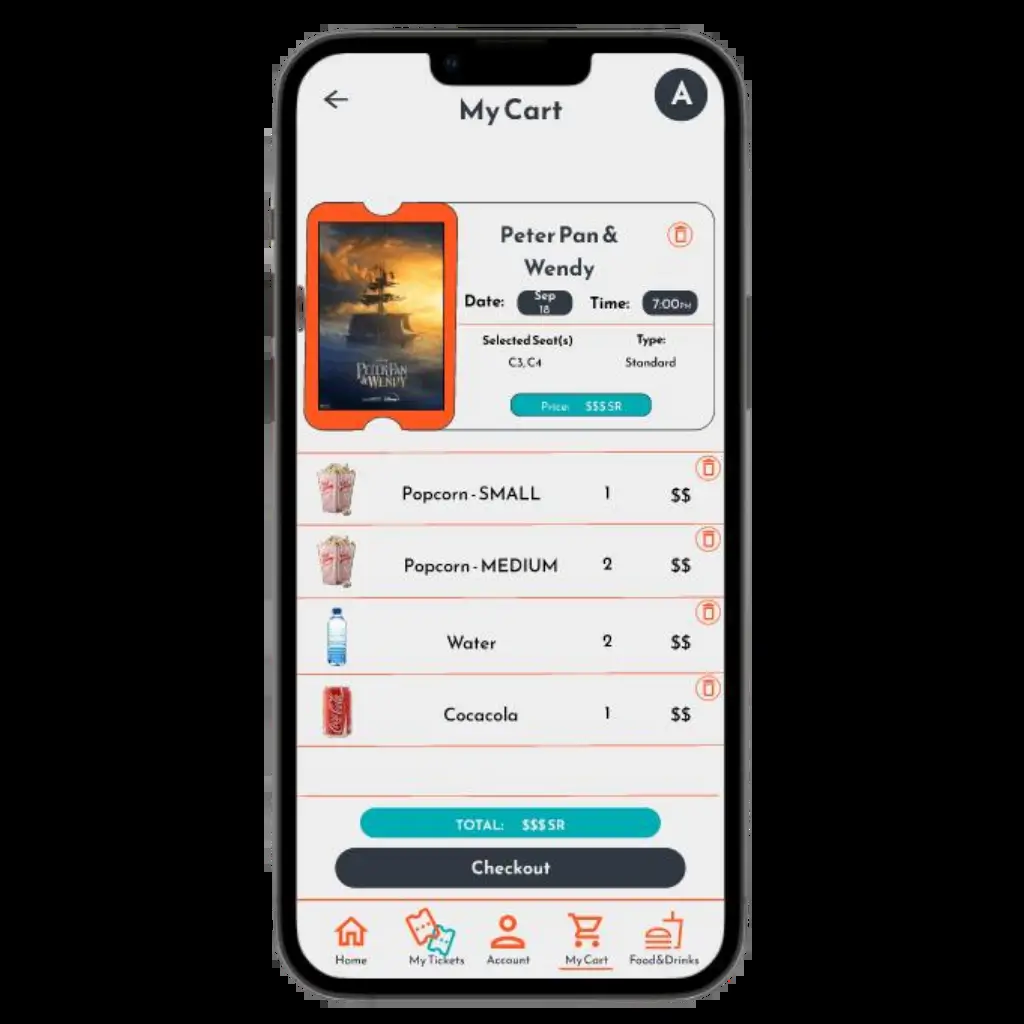 My Cart
A
Peter Pan &
Wendy
Date:
Sep
18
Time:
7:00PM
Selected Seat(s)
Type:
C3, C4
Standard
Price: $$$ SR
PETER PAN
& WENDY
Popcorn - SMALL 1 $$
Popcorn - MEDIUM 2 $$
Water 2 $$
Coca-Cola
Cocacola 1 $$
TOTAL: $$$ SR
Checkout
Home
My Tickets
Account
My Cart
Food&Drinks